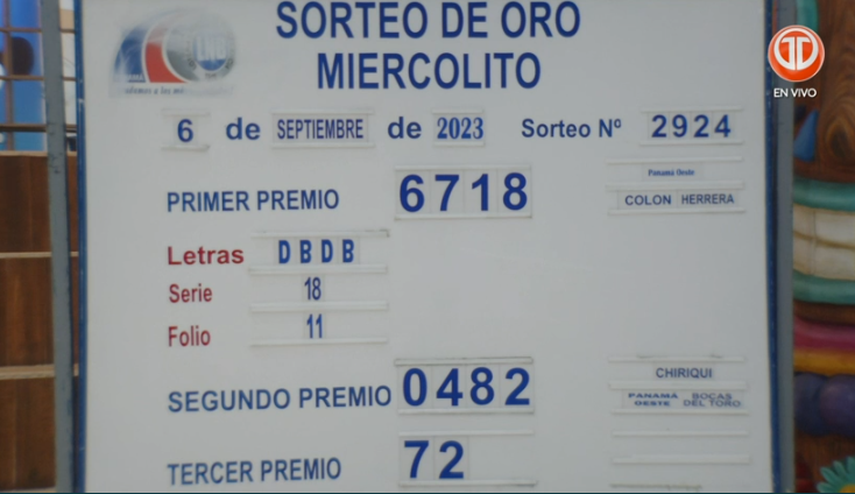 SORTEO DE ORO
MIERCOLITO
EN VIVO
LNB
6 de SEPTIEMBRE de 2023 Sorteo Nº 2924
PRIMER PREMIO 6718
Panamá Oeste
COLON HERRERA
Letras DBDB
Serie 18
Folio 11
SEGUNDO PREMIO 0482
CHIRIQUI
PANAMÁ OESTE BOCAS DEL TORO
TERCER PREMIO 72